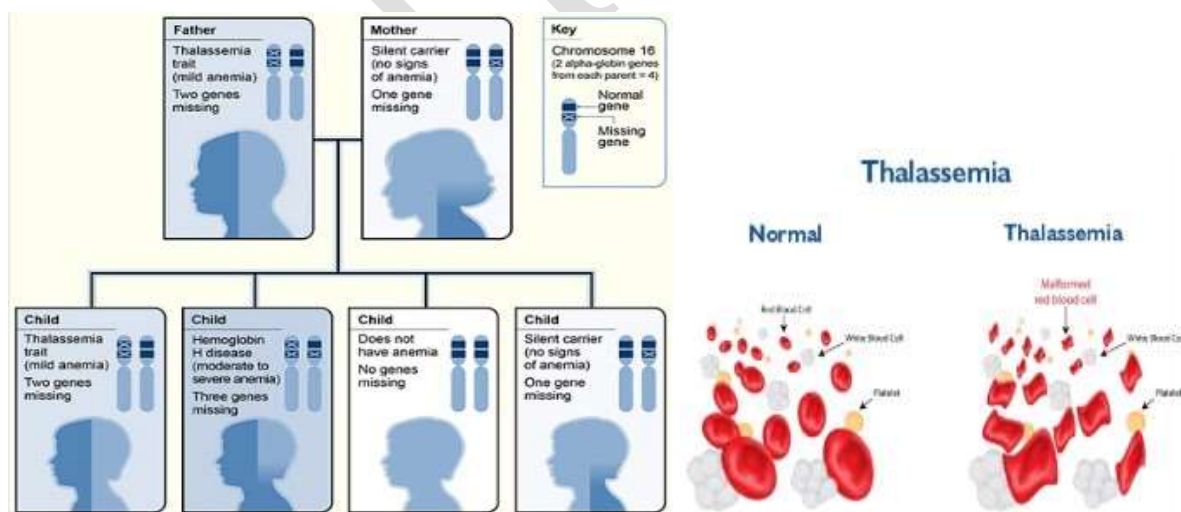 Father
Thalassemia
trait
(mild anemia)
Two genes
missing
Mother
Silent carrier
(no signs
of anemia)
One gene
missing
Key
Chromosome 16
(2 alpha-globin genes
from each parent = 4)
Normal
gene
Missing
gene
Child
Thalassemia
trait
(mild anemia)
Two genes
missing
Child
Hemoglobin
H disease
(moderate to
severe anemia)
Three genes
missing
Child
Does not
have anemia
No genes
missing
Child
Silent carrier
(no signs
of anemia)
One gene
missing
Thalassemia
Normal
Red Blood Cell
White Blood Cell
Platelet
Thalassemia
Malformed
red blood cell
White Blood Ce
Platelet